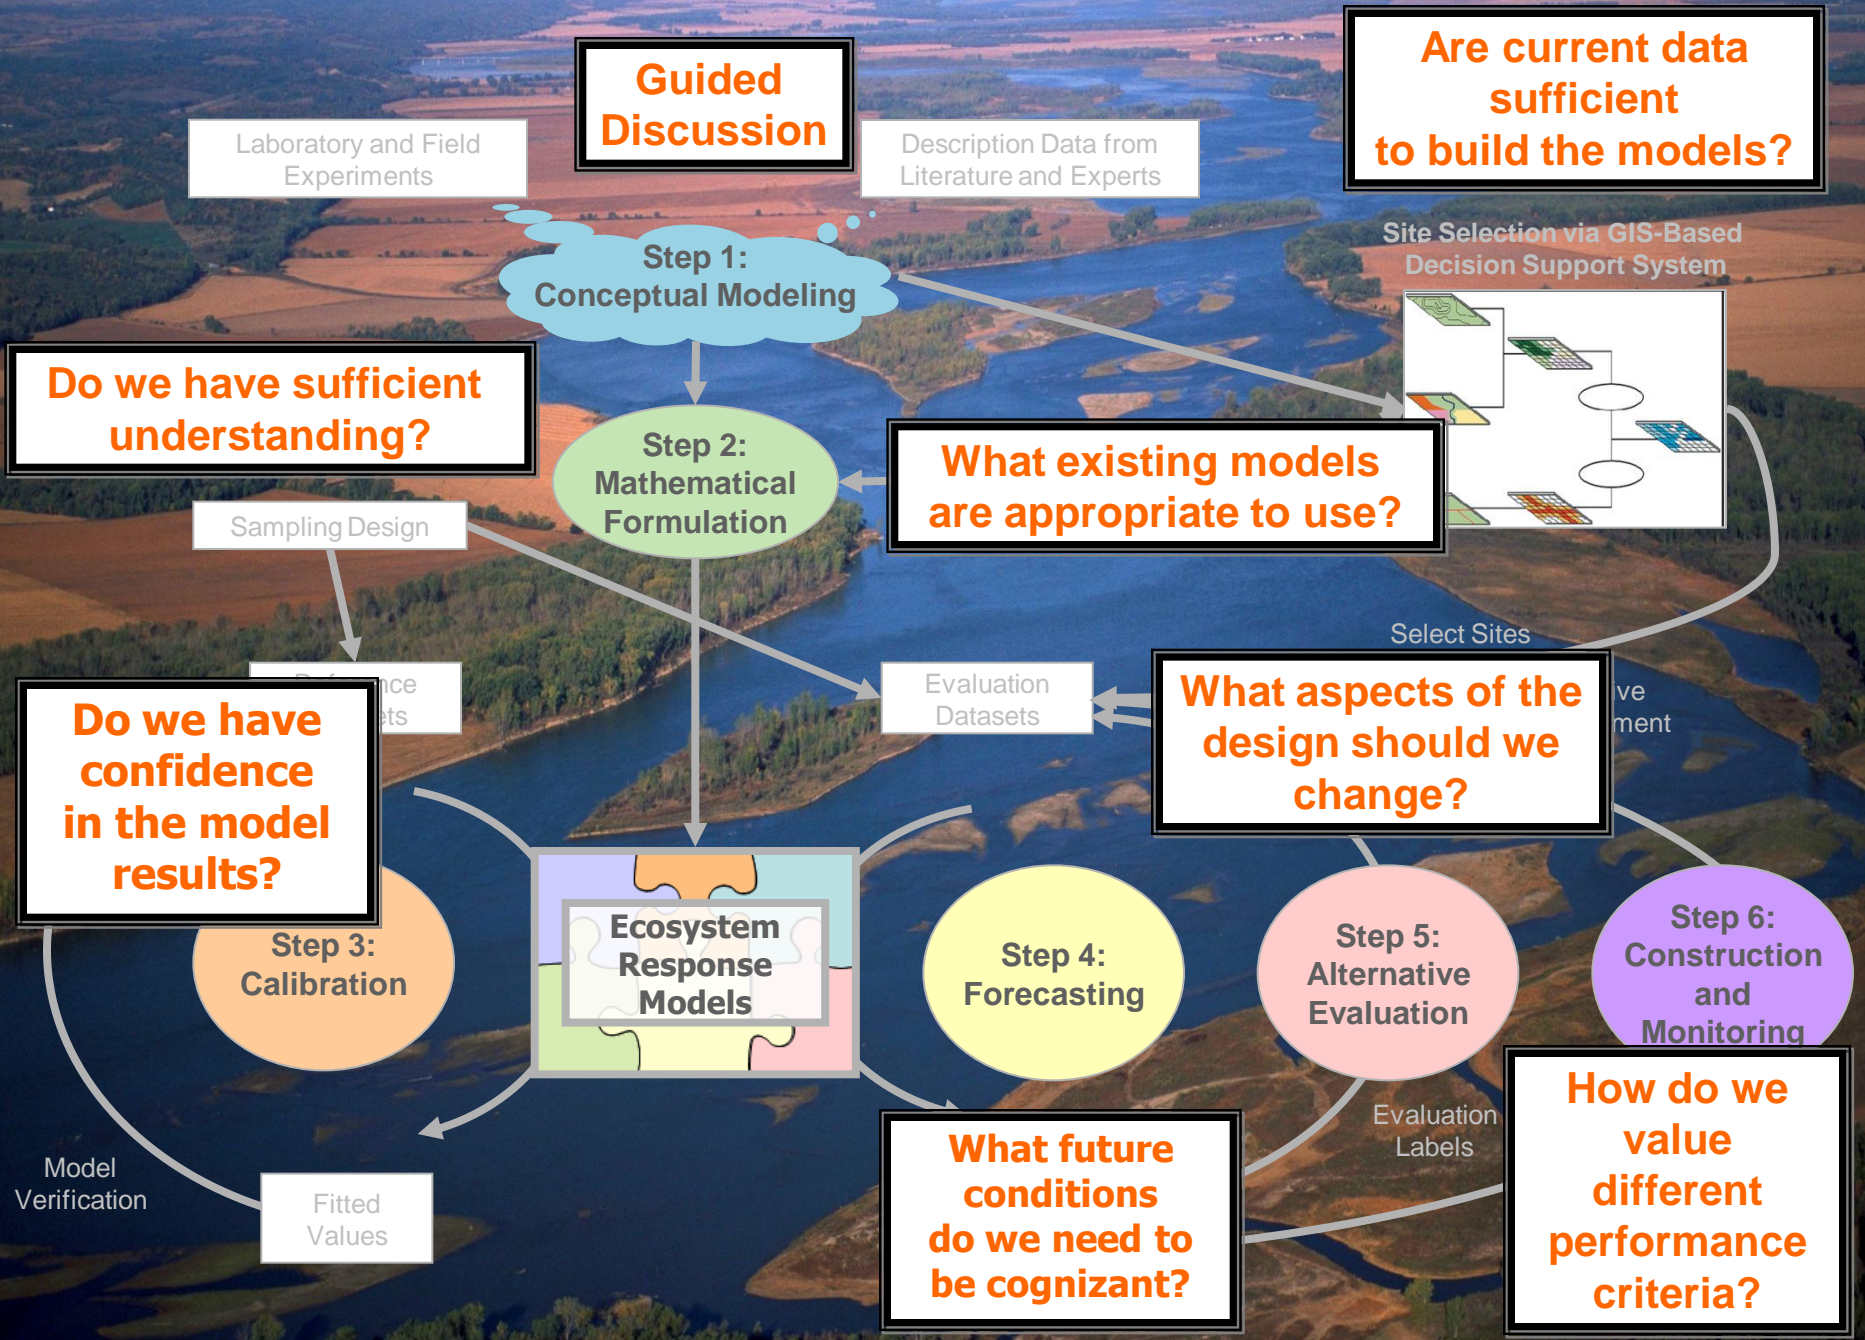 Guided
Discussion
Are current data
sufficient
to build the models?
Laboratory and Field
Experiments
Description Data from
Literature and Experts
Step 1:
Conceptual Modeling
Site Selection via GIS-Based
Decision Support System
Do we have sufficient
understanding?
Step 2:
Mathematical
Formulation
What existing models
are appropriate to use?
Sampling Design
Select Sites
Evaluation
Datasets
What aspects of the
design should we
change?
Do we have
confidence
in the model
results?
Step 3:
Calibration
Ecosystem
Response
Models
Step 4:
Forecasting
Step 5:
Alternative
Evaluation
Step 6:
Construction
and
Monitoring
Model
Verification
Fitted
Values
What future
conditions
do we need to
be cognizant?
Evaluation
Labels
How do we
value
different
performance
criteria?